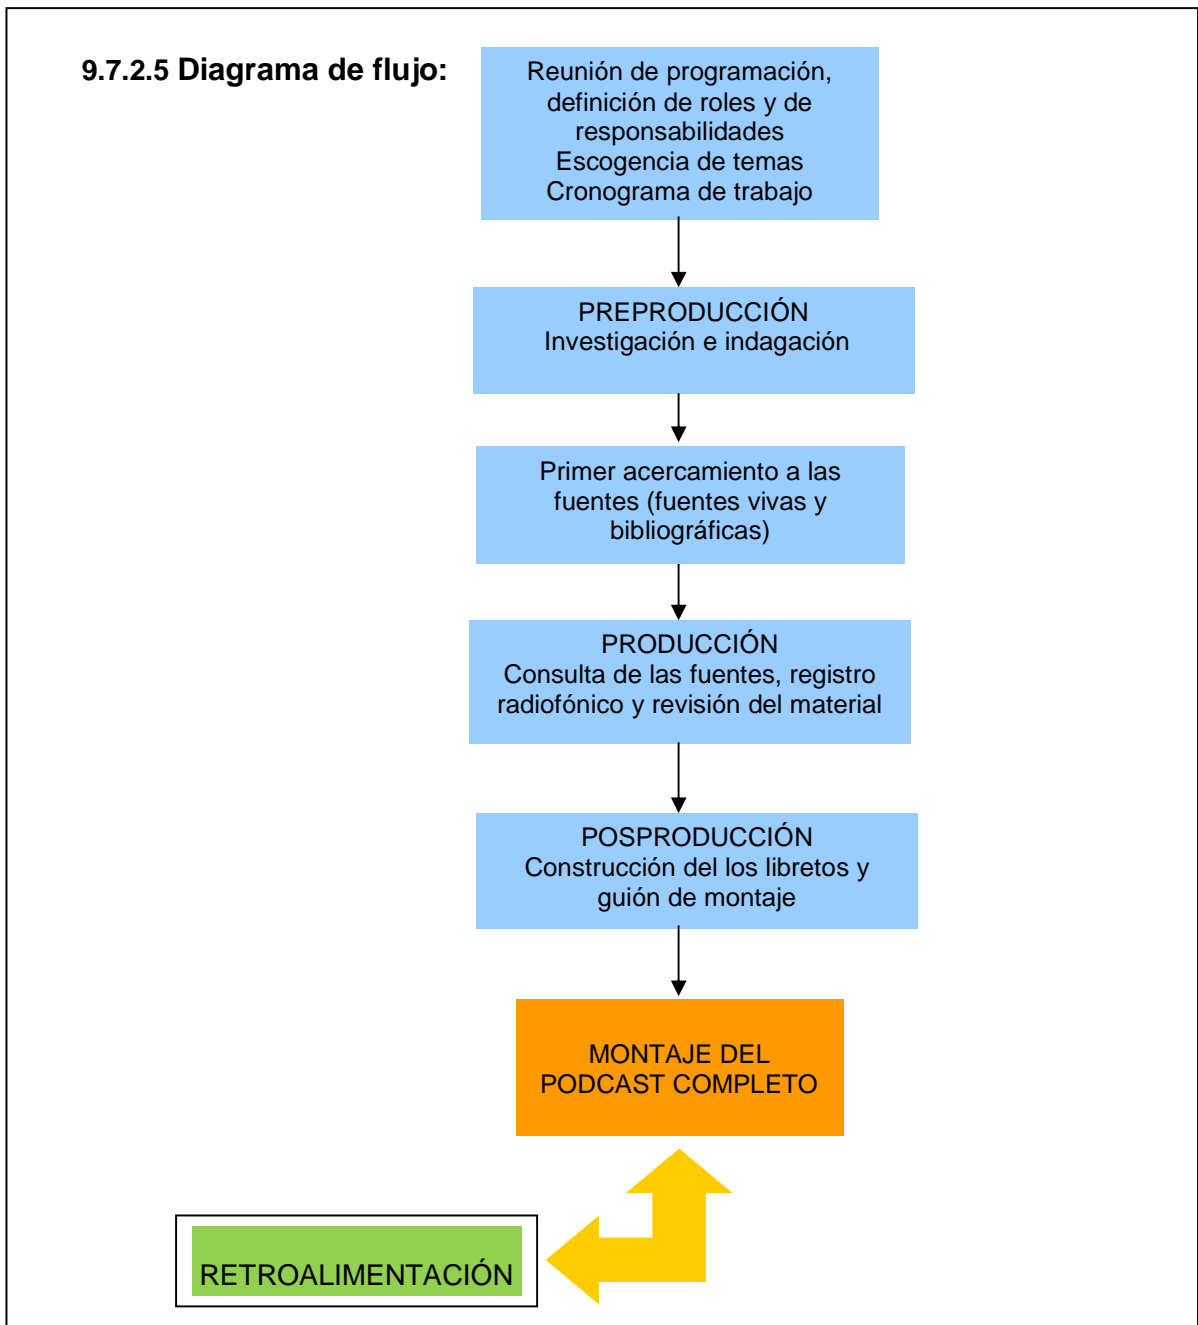 9.7.2.5 Diagrama de flujo:
Reunión de programación,
definición de roles y de
responsabilidades
Escogencia de temas
Cronograma de trabajo
PREPRODUCCIÓN
Investigación e indagación
Primer acercamiento a las
fuentes (fuentes vivas y
bibliográficas)
PRODUCCIÓN
Consulta de las fuentes, registro
radiofónico y revisión del material
POSPRODUCCIÓN
Construcción del los libretos y
guión de montaje
MONTAJE DEL
PODCAST COMPLETO
RETROALIMENTACIÓN